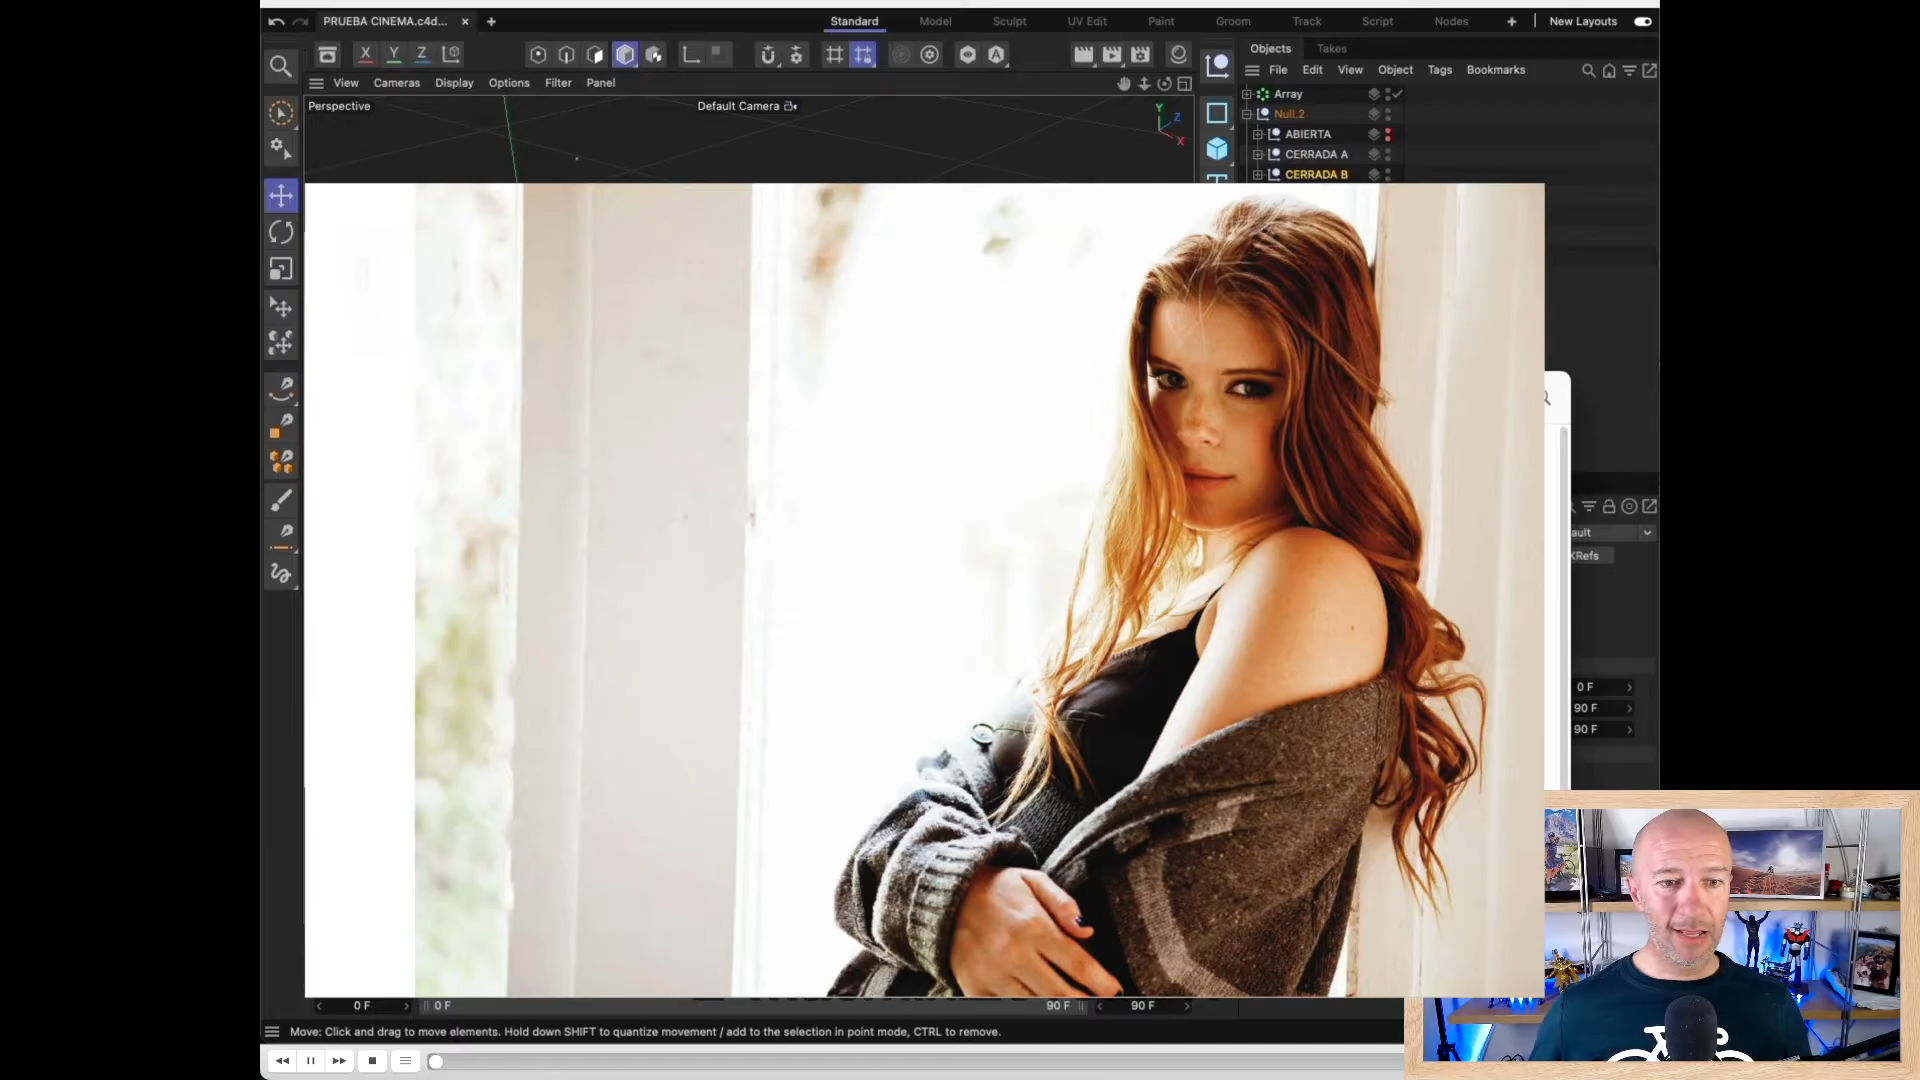 PRUEBA CINEMA.c4d...
Standard
Model
Sculpt
UV Edit
Paint
Groom
Track
Script
Nodes
New Layouts
X Y Z
Objects
Takes
View
Cameras
Display
Options
Filter
Panel
File
Edit
View
Object
Tags
Bookmarks
Perspective
Default Camera
Y
Z
X
Array
Null.2
ABIERTA
CERRADA A
CERRADA B
ault
XRefs
0 F
90 F
90 F
0 F
0 F
90 F
90 F
Move: Click and drag to move elements. Hold down SHIFT to quantize movement / add to the selection in point mode, CTRL to remove.